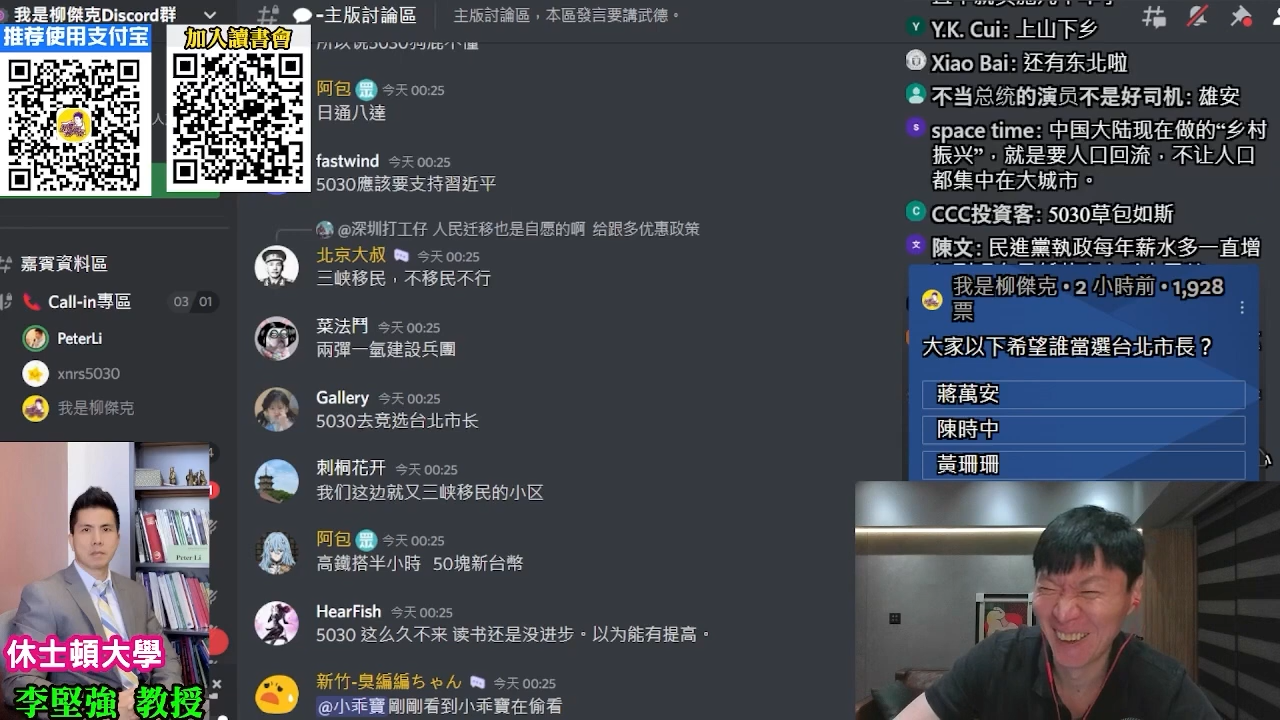 我是柳傑克Discord群
推荐使用支付宝
加入讀書會
嘉賓資料區
Call-in專區
03 01
PeterLi
xnrs5030
我是柳傑克
Peter Li
休士頓大學
李堅強 教授
-主版討論區
主版討論區，本區發言要講武德。
阿包 眾 今天 00:25
日通八達
fastwind 今天 00:25
5030應該要支持習近平
@深圳打工仔 人民迁移也是自愿的啊 给跟多优惠政策
北京大叔 今天 00:25
三峡移民，不移民不行
菜法鬥 今天 00:25
兩彈一氫建設兵團
Gallery 今天 00:25
5030去竞选台北市长
刺桐花开 今天 00:25
我们这边就又三峡移民的小区
阿包 眾 今天 00:25
高鐵搭半小時 50塊新台幣
HearFish 今天 00:25
5030 这么久不来 读书还是没进步。以为能有提高。
新竹-臭編編ちゃん 今天 00:25
@小乖寶 剛剛看到小乖寶在偷看
Y.K. Cui: 上山下乡
Xiao Bai: 还有东北啦
不当总统的演员不是好司机: 雄安
space time: 中国大陆现在做的“乡村
振兴”，就是要人口回流，不让人口
都集中在大城市。
CCC投資客: 5030草包如斯
陳文: 民進黨執政每年薪水多一直增
我是柳傑克 • 2 小時前 • 1,928
票
大家以下希望誰當選台北市長？
蔣萬安
陳時中
黃珊珊